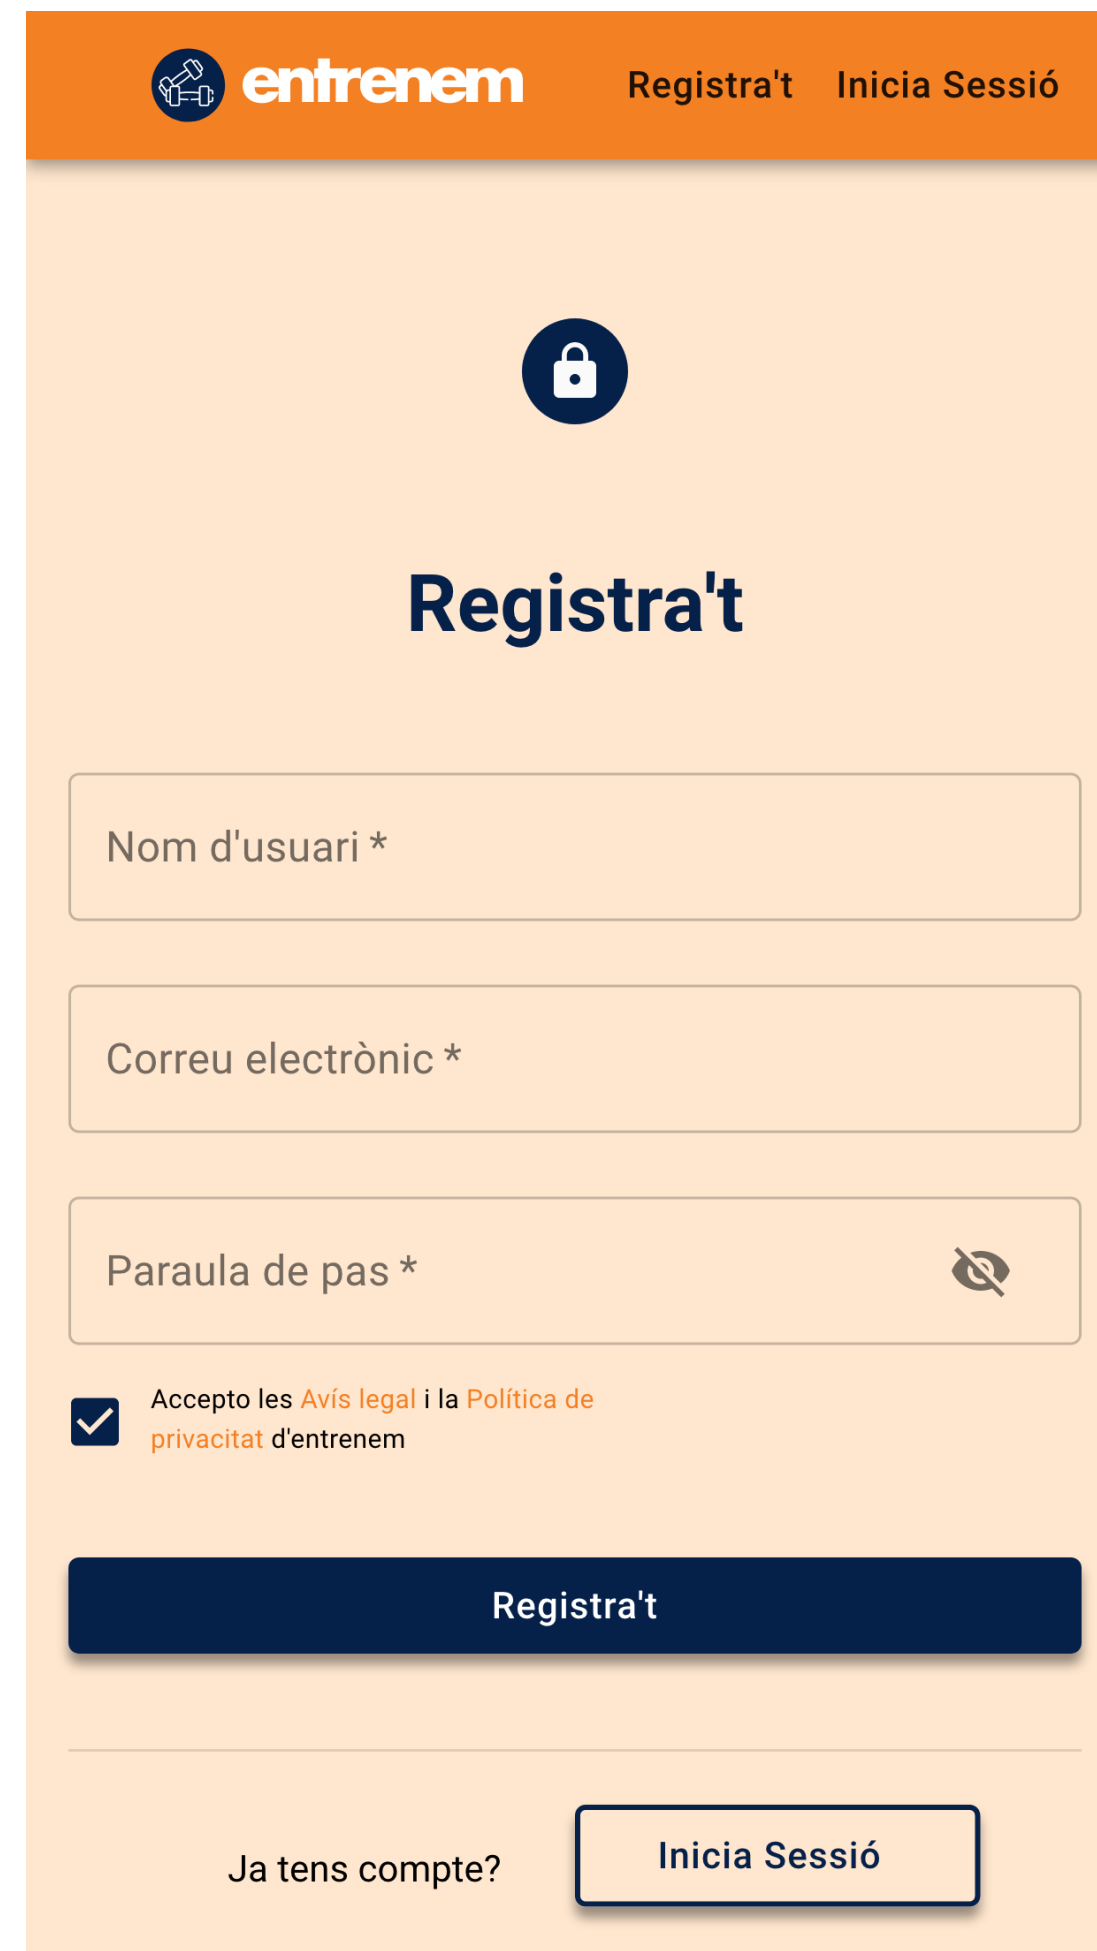 entrenem Registra't Inicia Sessió
Registra't
Nom d'usuari *
Correu electrònic *
Paraula de pas *
Accepto les Avís legal i la Política de
privacitat d'entrenem
Registra't
Ja tens compte? Inicia Sessió